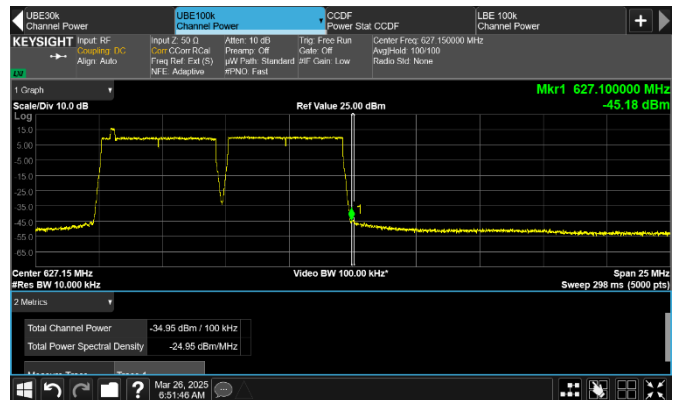 UBE30k
Channel Power
UBE100k
Channel Power
CCDF
Power Stat CCDF
LBE 100k
Channel Power
+
KEYSIGHT
Input: RF
Coupling: DC
Align: Auto
Input Z: 50 Ω
Corr CCorr RCal
Freq Ref: Ext (S)
NFE: Adaptive
Atten: 10 dB
Preamp: Off
µW Path: Standard
#PNO: Fast
Trig: Free Run
Gate: Off
#IF Gain: Low
Center Freq: 627.150000 MHz
Avg|Hold: 100/100
Radio Std: None
LXI
1 Graph
Mkr1 627.100000 MHz
-45.18 dBm
Scale/Div 10.0 dB
Ref Value 25.00 dBm
Log
15.0
5.00
-5.00
-15.0
-25.0
-35.0
-45.0
-55.0
-65.0
1
Center 627.15 MHz
#Res BW 10.000 kHz
Video BW 100.00 kHz*
Span 25 MHz
Sweep 298 ms (5000 pts)
2 Metrics
Total Channel Power -34.95 dBm / 100 kHz
Total Power Spectral Density -24.95 dBm/MHz
Measure Trace Trace 1
?
Mar 26, 2025
6:51:46 AM